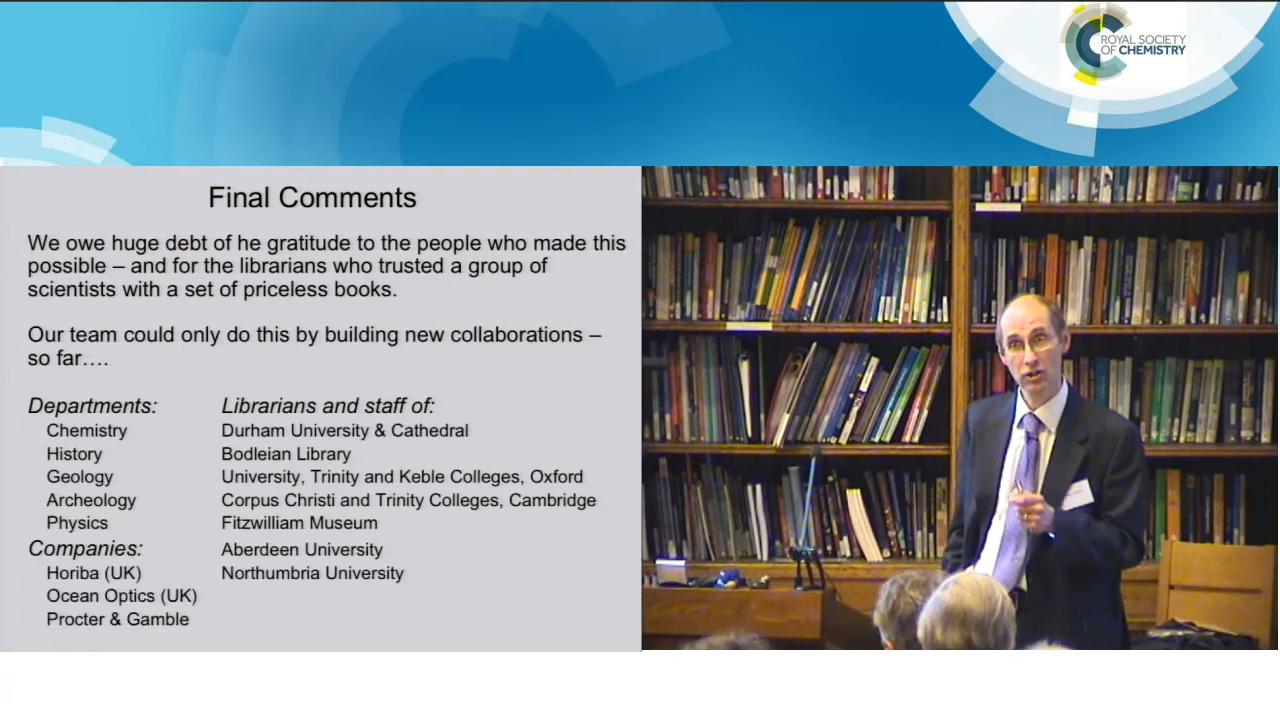 ROYAL SOCIETY
OF CHEMISTRY
Final Comments
We owe huge debt of he gratitude to the people who made this
possible – and for the librarians who trusted a group of
scientists with a set of priceless books.
Our team could only do this by building new collaborations –
so far….
Departments:
Chemistry
History
Geology
Archeology
Physics
Companies:
Horiba (UK)
Ocean Optics (UK)
Procter & Gamble
Librarians and staff of:
Durham University & Cathedral
Bodleian Library
University, Trinity and Keble Colleges, Oxford
Corpus Christi and Trinity Colleges, Cambridge
Fitzwilliam Museum
Aberdeen University
Northumbria University